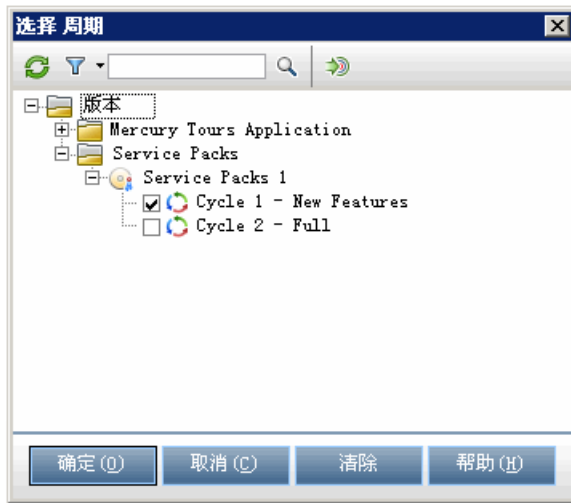 选择 周期
版本
Mercury Tours Application
Service Packs
Service Packs 1
Cycle 1 - New Features
Cycle 2 - Full
确定(O) 取消(C) 清除 帮助(H)